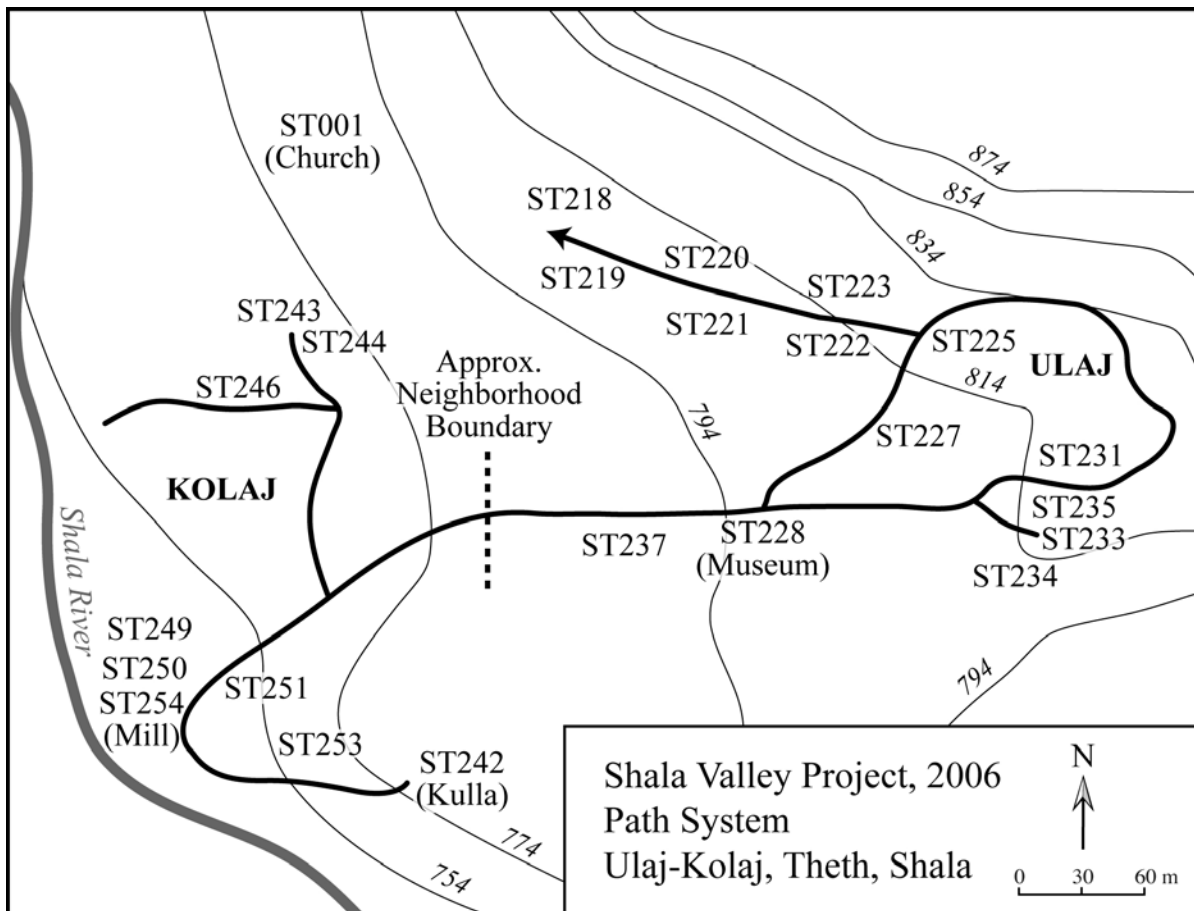 ST001
(Church)
874
854
834
ST218
ST220
ST219
ST223
ST221
ST222
ST225
ULAJ
814
ST243
ST244
Approx.
Neighborhood
Boundary
ST246
794
ST227
ST231
KOLAJ
ST235
ST237
ST228
(Museum)
ST233
ST234
Shala River
ST249
ST250
ST254
(Mill)
ST251
794
ST253
ST242
(Kulla)
774
754
Shala Valley Project, 2006
Path System
Ulaj-Kolaj, Theth, Shala
N
0 30 60 m